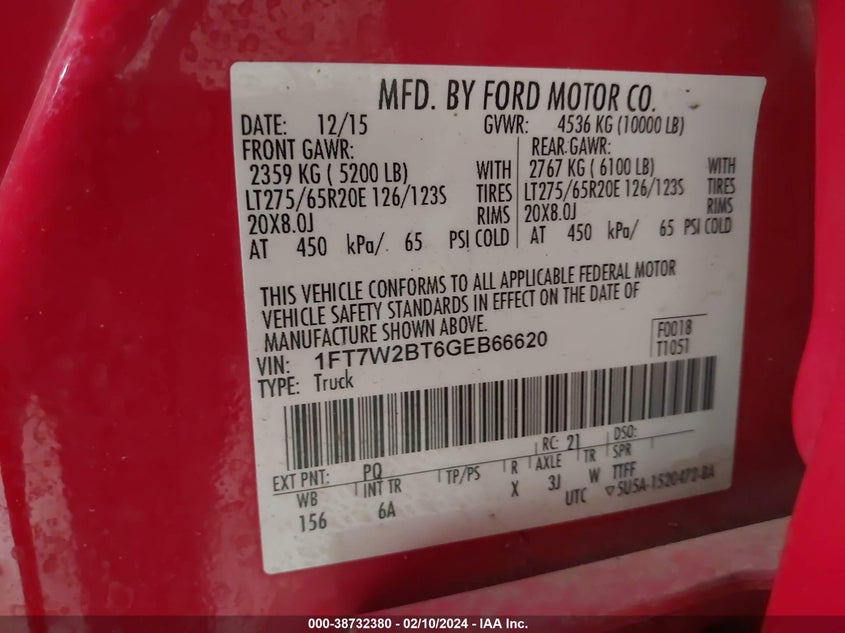 MFD. BY FORD MOTOR CO.
DATE: 12/15 GVWR: 4536 KG (10000 LB)
FRONT GAWR: REAR GAWR:
2359 KG ( 5200 LB) WITH 2767 KG ( 6100 LB) WITH
LT275/65R20E 126/123S TIRES LT275/65R20E 126/123S TIRES
20X8.0J RIMS 20X8.0J RIMS
AT 450 kPa/ 65 PSI COLD AT 450 kPa/ 65 PSI COLD
THIS VEHICLE CONFORMS TO ALL APPLICABLE FEDERAL MOTOR
VEHICLE SAFETY STANDARDS IN EFFECT ON THE DATE OF
MANUFACTURE SHOWN ABOVE.
VIN: 1FT7W2BT6GEB66620 F0018
TYPE: Truck T1051
EXT PNT: PQ RC: 21 DSO:
WB INT TR TP/PS R AXLE TR SPR
156 6A X 3J W TTFF
UTC ▽5U5A-1520472-BA
000-38732380 — 02/10/2024 — IAA Inc.